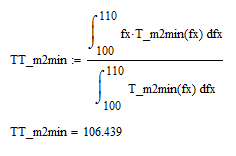 TT_m2min := ∫₁₀₀¹¹⁰ fx·T_m2min(fx) dfx / ∫₁₀₀¹¹⁰ T_m2min(fx) dfx
TT_m2min = 106.439